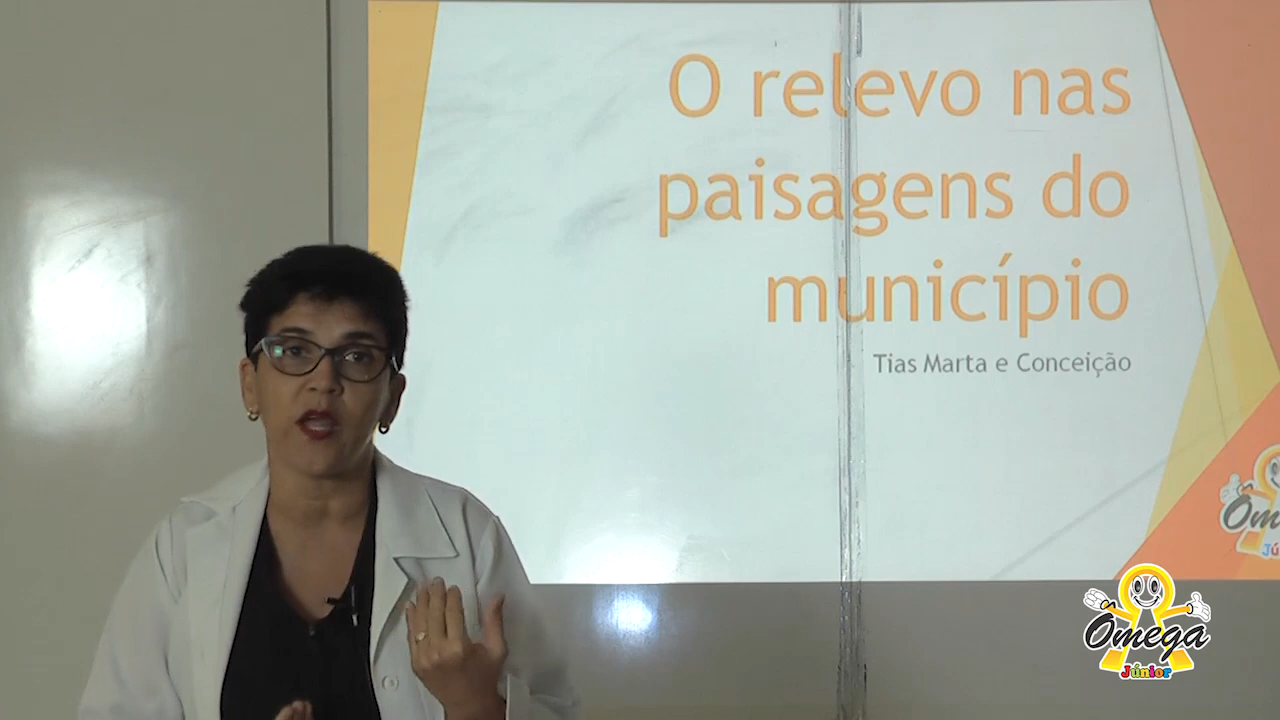 O relevo nas
paisagens do
município
Tias Marta e Conceição
Ômega
Júnior